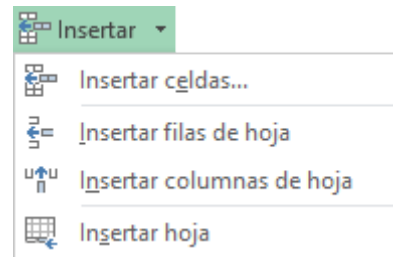 Insertar
Insertar celdas...
Insertar filas de hoja
Insertar columnas de hoja
Insertar hoja